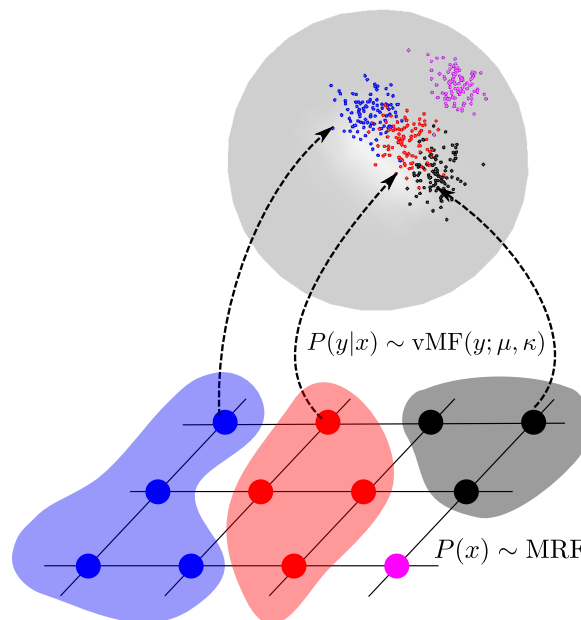 P(y|x) ∼ vMF(y; μ, κ)
P(x) ∼ MRF